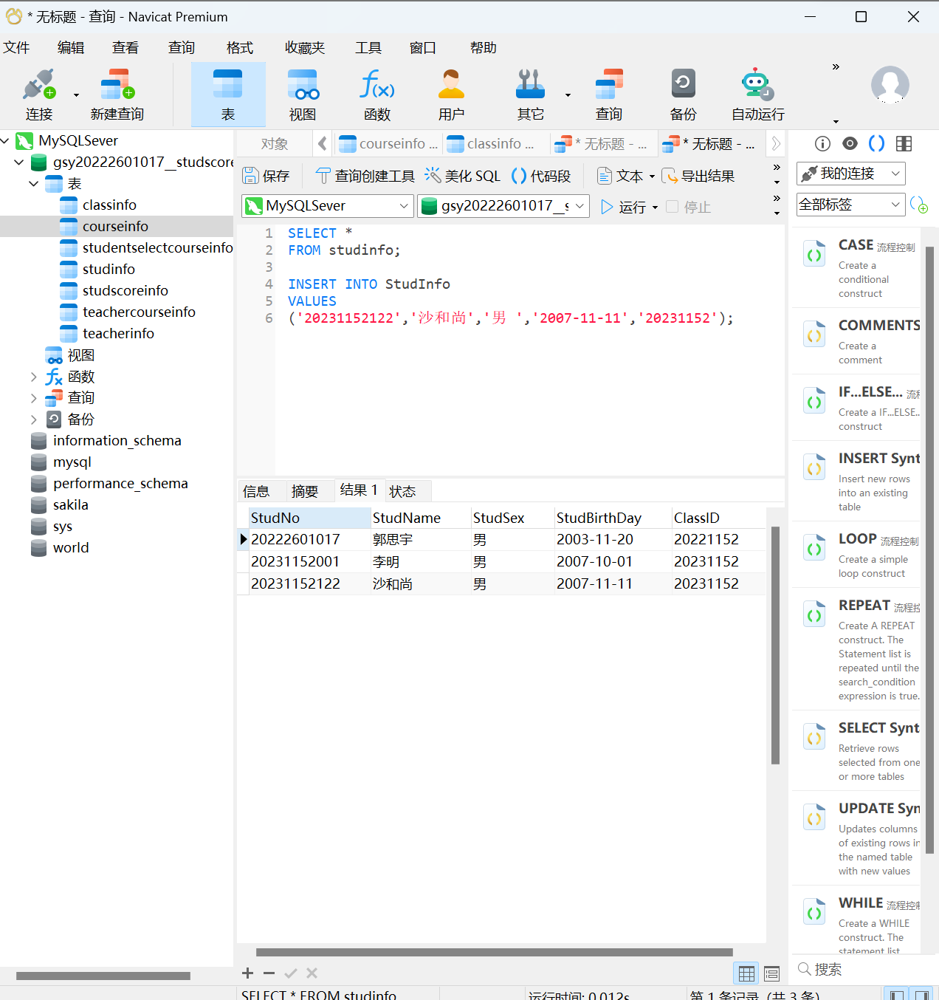 * 无标题 - 查询 - Navicat Premium
文件 编辑 查看 查询 格式 收藏夹 工具 窗口 帮助
连接 新建查询 表 视图 函数 用户 其它 查询 备份 自动运行
MySQLSever
gsy20222601017__studscore
表
classinfo
courseinfo
studentselectcourseinfo
studinfo
studscoreinfo
teachercourseinfo
teacherinfo
视图
函数
查询
备份
information_schema
mysql
performance_schema
sakila
sys
world
对象 courseinfo ... classinfo ... * 无标题 - ... * 无标题 - ...
保存 查询创建工具 美化 SQL 代码段 文本 导出结果
MySQLSever gsy20222601017__s 运行 停止
1 SELECT *
2 FROM studinfo;
3
4 INSERT INTO StudInfo
5 VALUES
6 ('20231152122','沙和尚','男 ','2007-11-11','20231152');
信息 摘要 结果 1 状态
StudNo StudName StudSex StudBirthDay ClassID
20222601017 郭思宇 男 2003-11-20 20221152
20231152001 李明 男 2007-10-01 20231152
20231152122 沙和尚 男 2007-11-11 20231152
SELECT * FROM studinfo 运行时间: 0.012s 第 1 条记录 (共 3 条)
我的连接
全部标签
CASE 流程控制
Create a
conditional
construct
COMMENTS
Create a
comment
IF...ELSE... 流程
Create a IF...ELSE...
construct
INSERT Synt
Insert new rows
into an existing
table
LOOP 流程控制
Create a simple
loop construct
REPEAT 流程控
Create A REPEAT
construct. The
Statement list is
repeated until the
search_condition
expression is true.
SELECT Synt
Retrieve rows
selected from one
or more tables
UPDATE Syn
Updates columns
of existing rows in
the named table
with new values
WHILE 流程控制
Create a WHILE
construct. The
statement list
搜索